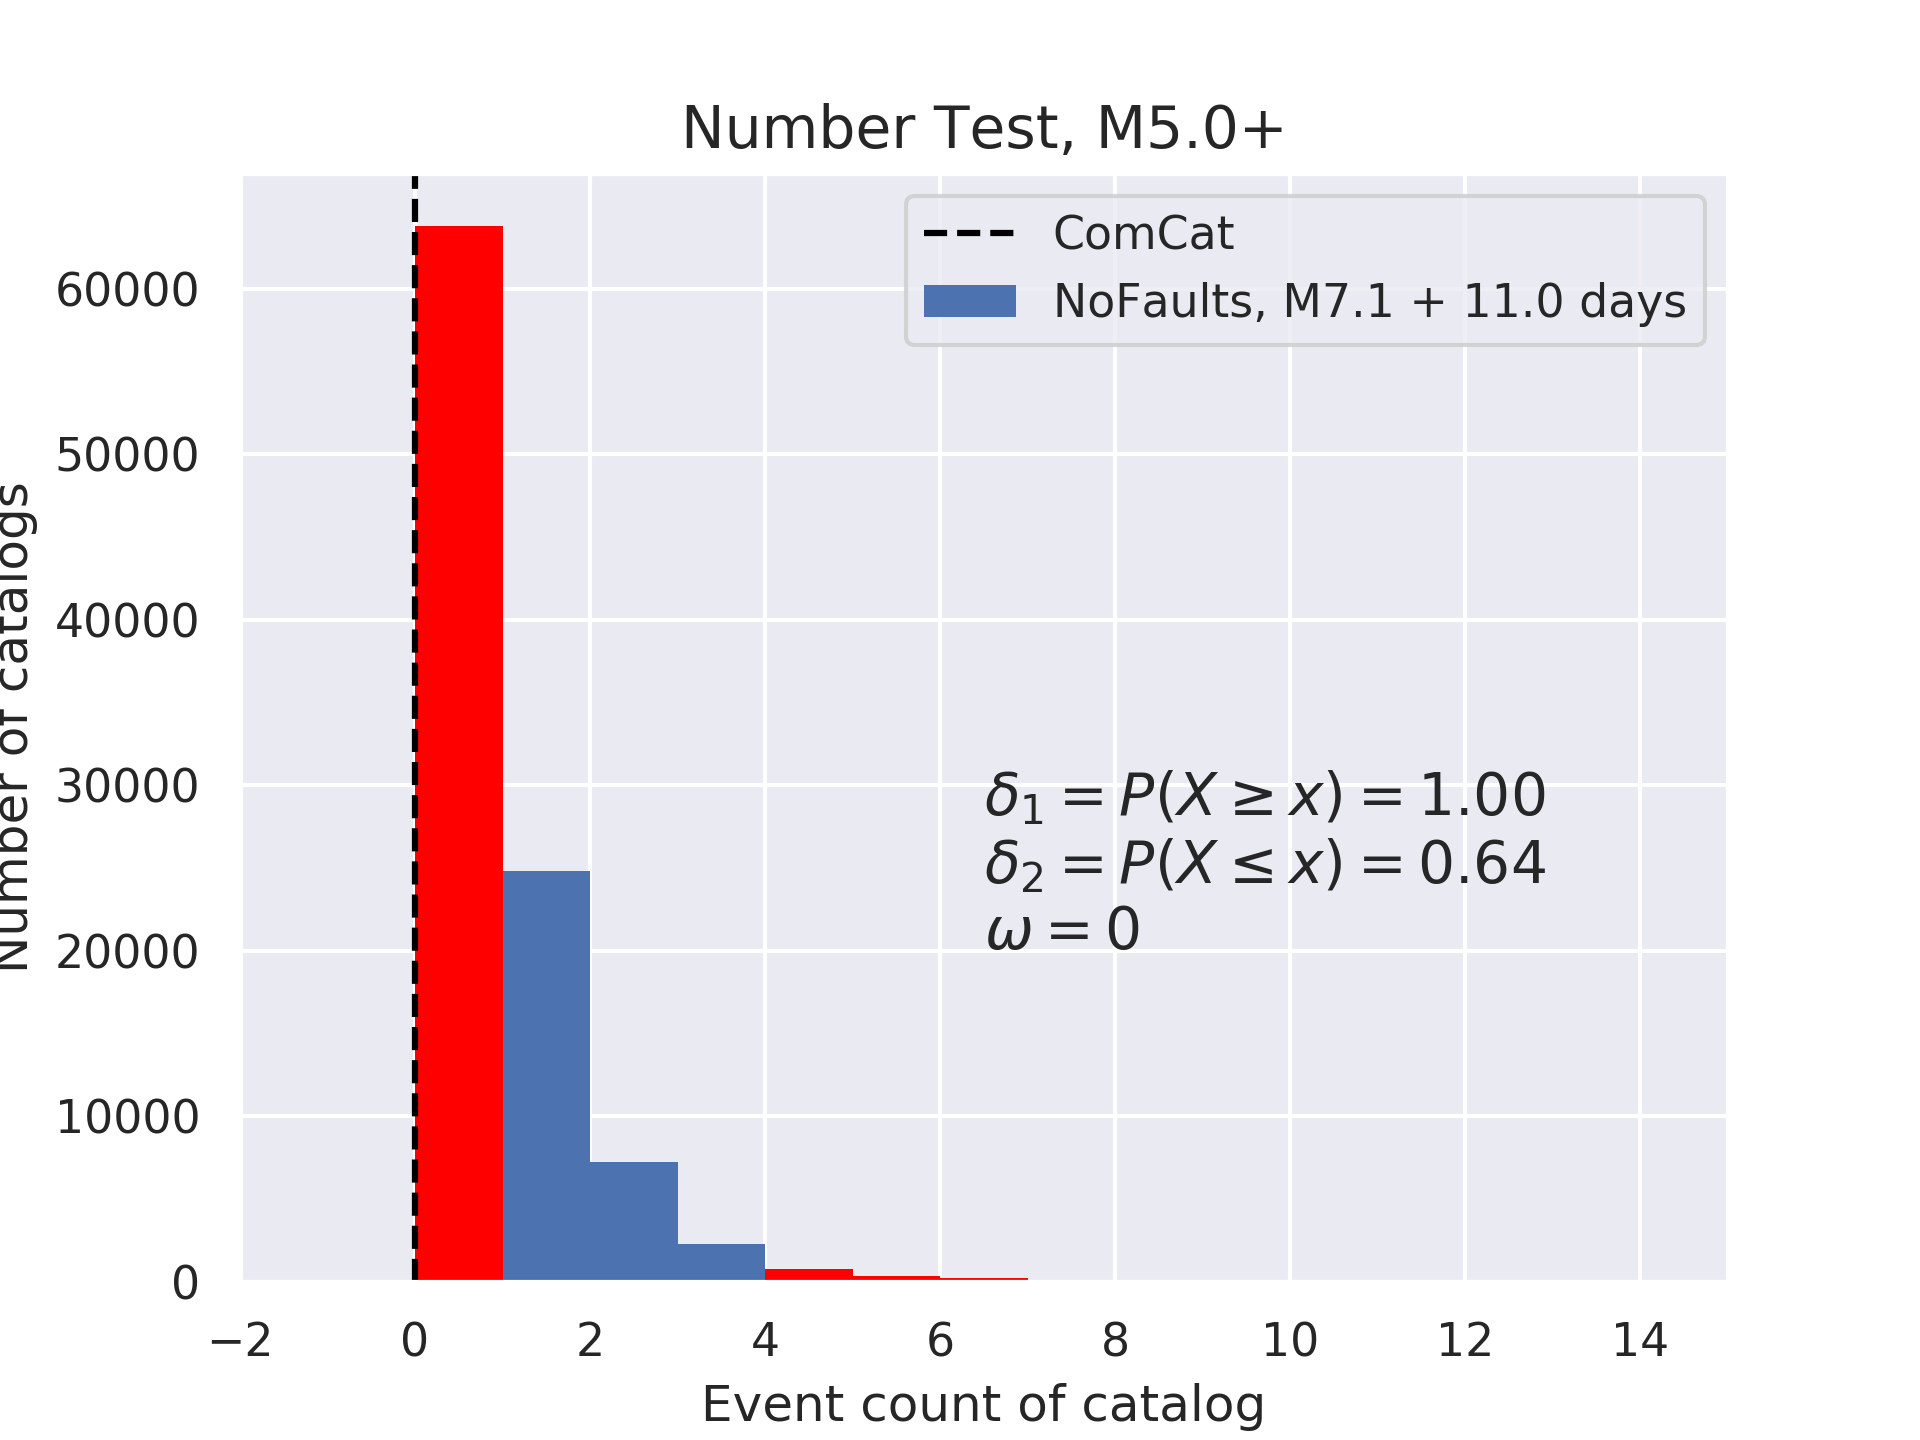 Number Test, M5.0+
ComCat
NoFaults, M7.1 + 11.0 days
60000
50000
40000
30000
20000
10000
0
Number of catalogs
δ₁ = P(X ≥ x) = 1.00
δ₂ = P(X ≤ x) = 0.64
ω = 0
−2 0 2 4 6 8 10 12 14
Event count of catalog